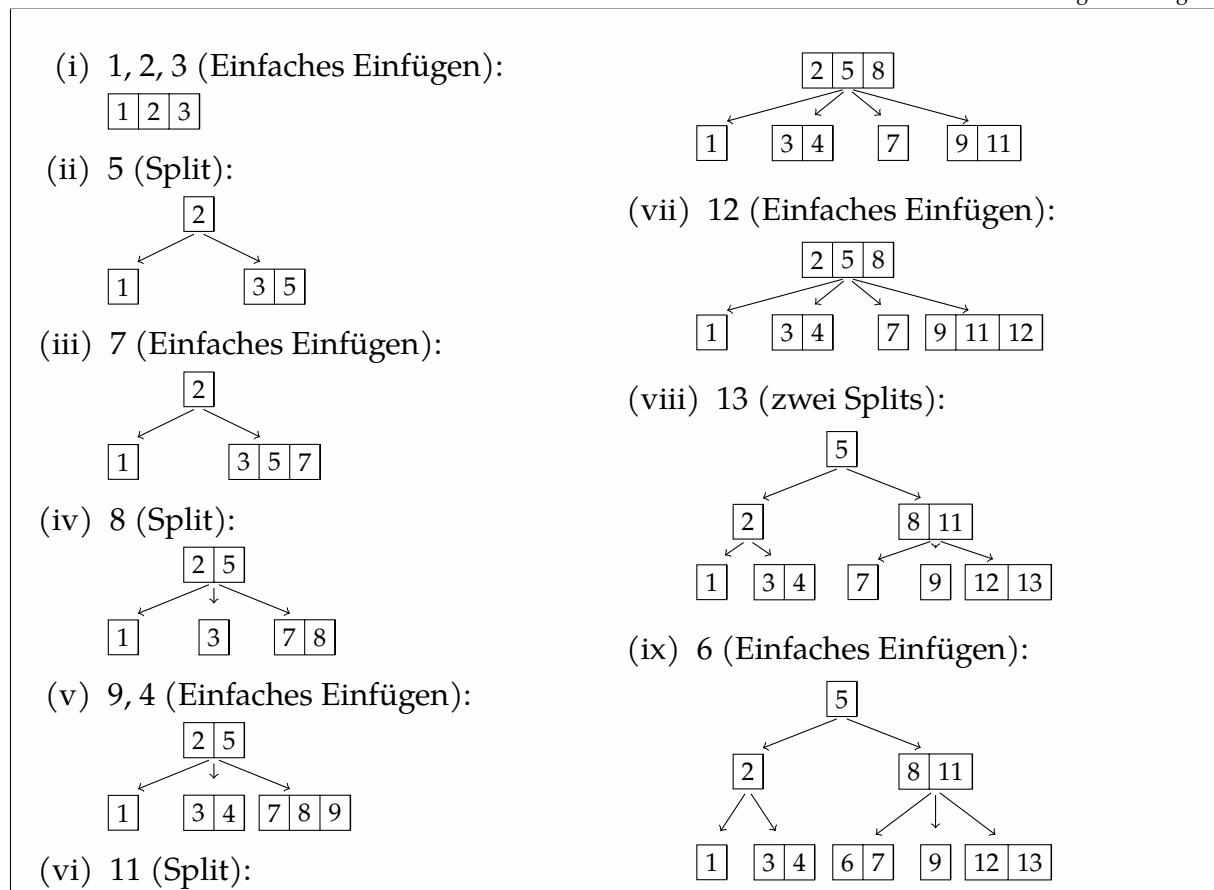 (i) 1, 2, 3 (Einfaches Einfügen):
1 2 3
(ii) 5 (Split):
2
1 3 5
(iii) 7 (Einfaches Einfügen):
2
1 3 5 7
(iv) 8 (Split):
2 5
1 3 7 8
(v) 9, 4 (Einfaches Einfügen):
2 5
1 3 4 7 8 9
(vi) 11 (Split):
2 5 8
1 3 4 7 9 11
(vii) 12 (Einfaches Einfügen):
2 5 8
1 3 4 7 9 11 12
(viii) 13 (zwei Splits):
5
2 8 11
1 3 4 7 9 12 13
(ix) 6 (Einfaches Einfügen):
5
2 8 11
1 3 4 6 7 9 12 13